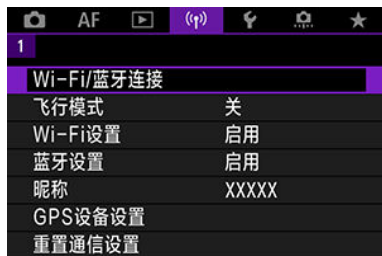 AF
1
Wi-Fi/蓝牙连接
飞行模式 关
Wi-Fi设置 启用
蓝牙设置 启用
昵称 XXXXX
GPS设备设置
重置通信设置